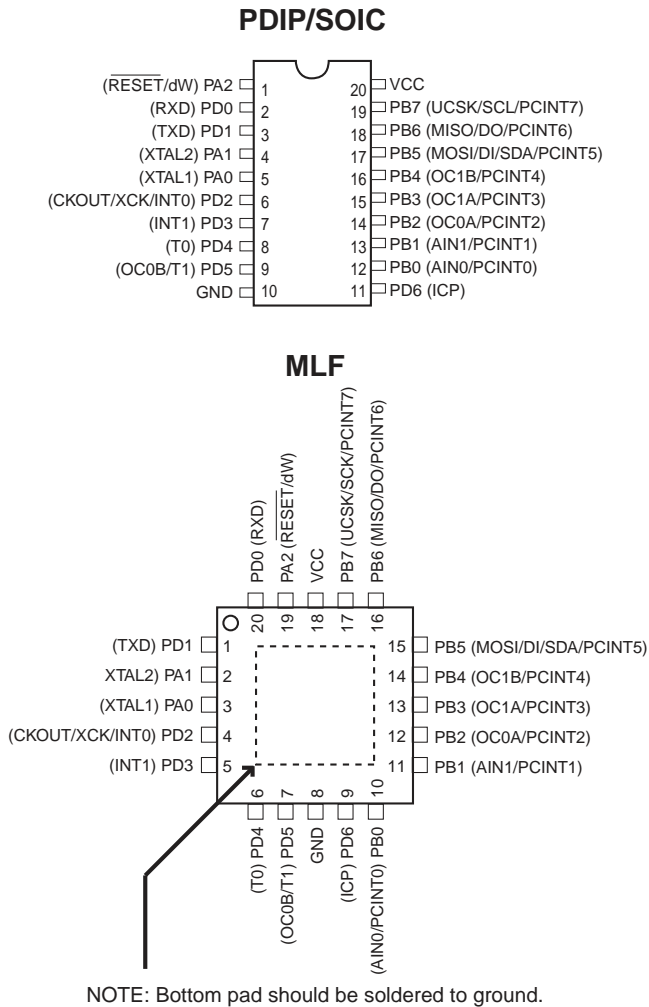 PDIP/SOIC
(RESET/dW) PA2 1 20 VCC
(RXD) PD0 2 19 PB7 (UCSK/SCL/PCINT7)
(TXD) PD1 3 18 PB6 (MISO/DO/PCINT6)
(XTAL2) PA1 4 17 PB5 (MOSI/DI/SDA/PCINT5)
(XTAL1) PA0 5 16 PB4 (OC1B/PCINT4)
(CKOUT/XCK/INT0) PD2 6 15 PB3 (OC1A/PCINT3)
(INT1) PD3 7 14 PB2 (OC0A/PCINT2)
(T0) PD4 8 13 PB1 (AIN1/PCINT1)
(OC0B/T1) PD5 9 12 PB0 (AIN0/PCINT0)
GND 10 11 PD6 (ICP)
MLF
PD0 (RXD)
PA2 (RESET/dW)
VCC
PB7 (UCSK/SCK/PCINT7)
PB6 (MISO/DO/PCINT6)
20 19 18 17 16
(TXD) PD1 1 15 PB5 (MOSI/DI/SDA/PCINT5)
XTAL2) PA1 2 14 PB4 (OC1B/PCINT4)
(XTAL1) PA0 3 13 PB3 (OC1A/PCINT3)
(CKOUT/XCK/INT0) PD2 4 12 PB2 (OC0A/PCINT2)
(INT1) PD3 5 11 PB1 (AIN1/PCINT1)
6 7 8 9 10
(T0) PD4
(OC0B/T1) PD5
GND
(ICP) PD6
(AIN0/PCINT0) PB0
NOTE: Bottom pad should be soldered to ground.